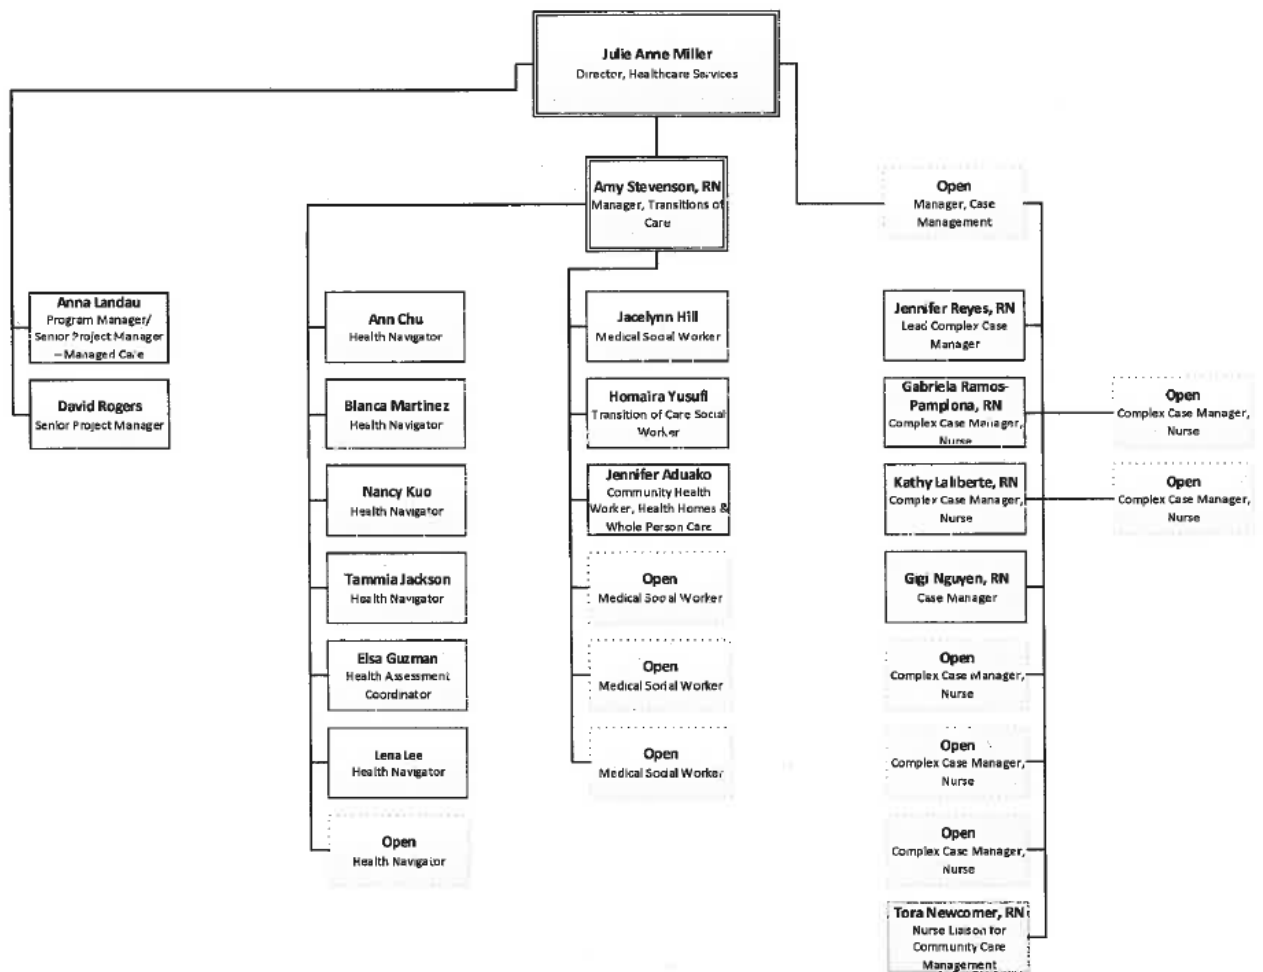 Julie Anne Miller
Director, Healthcare Services
Amy Stevenson, RN
Manager, Transitions of
Care
Open
Manager, Case
Management
Anna Landau
Program Manager/
Senior Project Manager
– Managed Care
David Rogers
Senior Project Manager
Ann Chu
Health Navigator
Blanca Martinez
Health Navigator
Nancy Kuo
Health Navigator
Tammia Jackson
Health Navigator
Elsa Guzman
Health Assessment
Coordinator
Lena Lee
Health Navigator
Open
Health Navigator
Jacelynn Hill
Medical Social Worker
Homaira Yusufi
Transition of Care Social
Worker
Jennifer Aduako
Community Health
Worker, Health Homes &
Whole Person Care
Open
Medical Social Worker
Open
Medical Social Worker
Open
Medical Social Worker
Jennifer Reyes, RN
Lead Complex Case
Manager
Gabriela Ramos-
Pamplona, RN
Complex Case Manager,
Nurse
Kathy Laliberte, RN
Complex Case Manager,
Nurse
Gigi Nguyen, RN
Case Manager
Open
Complex Case Manager,
Nurse
Open
Complex Case Manager,
Nurse
Open
Complex Case Manager,
Nurse
Tora Newcomer, RN
Nurse Liaison for
Community Care
Management
Open
Complex Case Manager,
Nurse
Open
Complex Case Manager,
Nurse